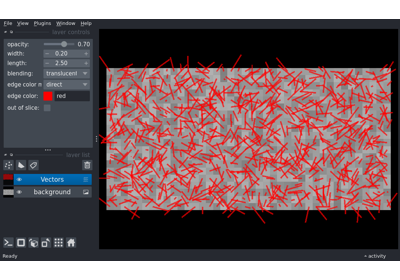 File View Plugins Window Help
layer controls
opacity: 0.70
width: 0.20
length: 2.50
blending: translucent
edge color m direct
edge color: red
out of slice:
layer list
Vectors
background
Ready
activity